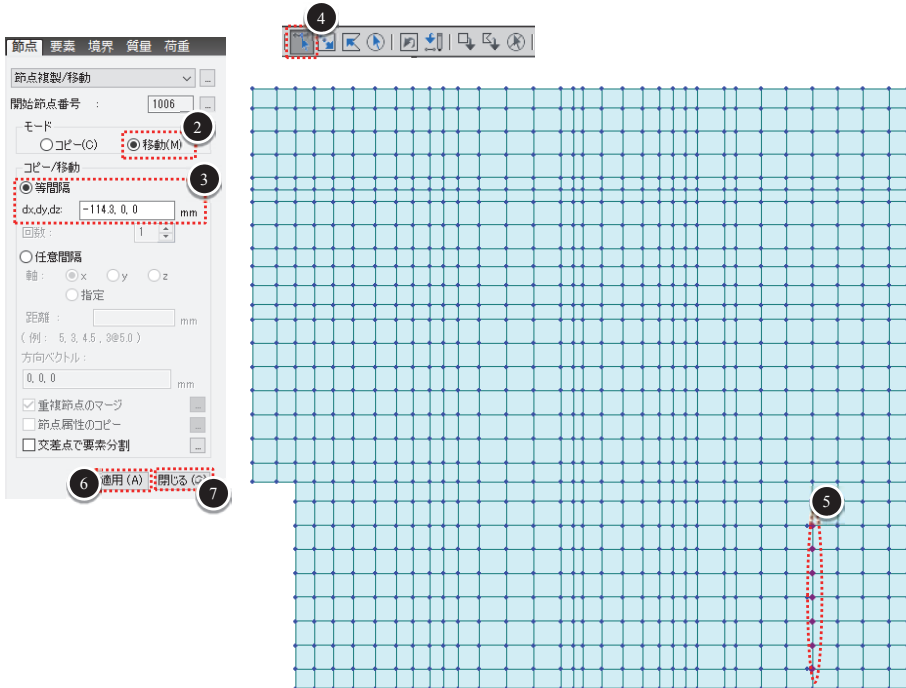 4
節点 要素 境界 質量 荷重
節点複製/移動 ...
開始節点番号 : 1006 ...
モード
2
コピー(C) 移動(M)
コピー/移動
3
等間隔
dx,dy,dz: -114.3, 0, 0 mm
回数 : 1
任意間隔
軸 : x y z
指定
距離 : mm
( 例 : 5, 3, 4.5 , 3@5.0 )
方向ベクトル :
0, 0, 0 mm
重複節点のマージ ...
節点属性のコピー ...
交差点で要素分割 ...
6 適用 (A) 閉じる (C)
7
5